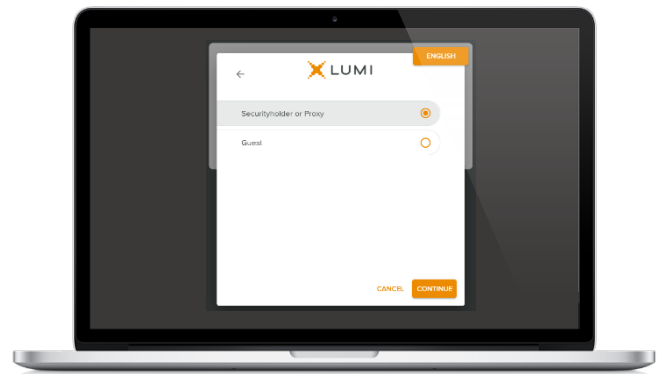 ENGLISH
LUMI
Securityholder or Proxy
Guest
CANCEL
CONTINUE